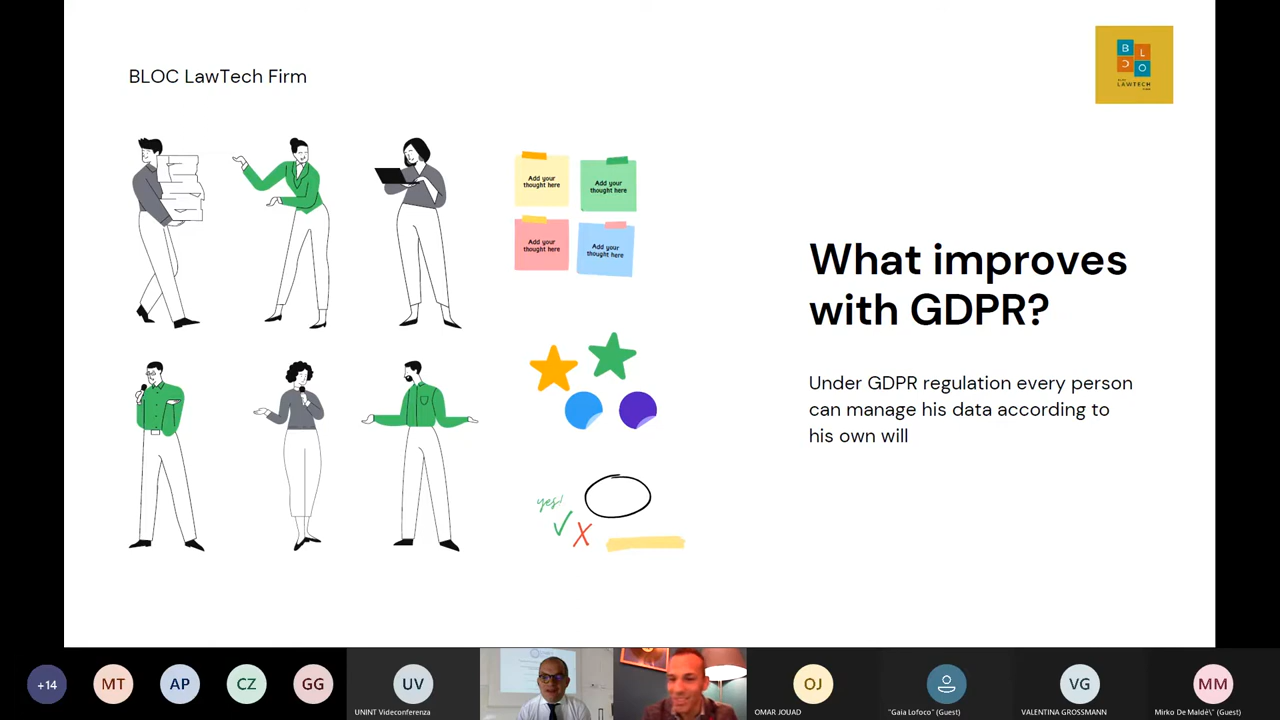 BLOC LawTech Firm
B
L
C
O
LAWTECH
Add your
thought here
Add your
thought here
Add your
thought here
Add your
thought here
What improves
with GDPR?
Under GDPR regulation every person
can manage his data according to
his own will
yes!
+14
MT
AP
CZ
GG
UV
UNINT Videoconferenza
OJ
OMAR JOUAD
"Gaia Lofoco" (Guest)
VG
VALENTINA GROSSMANN
MM
Mirko De Maldè\" (Guest)